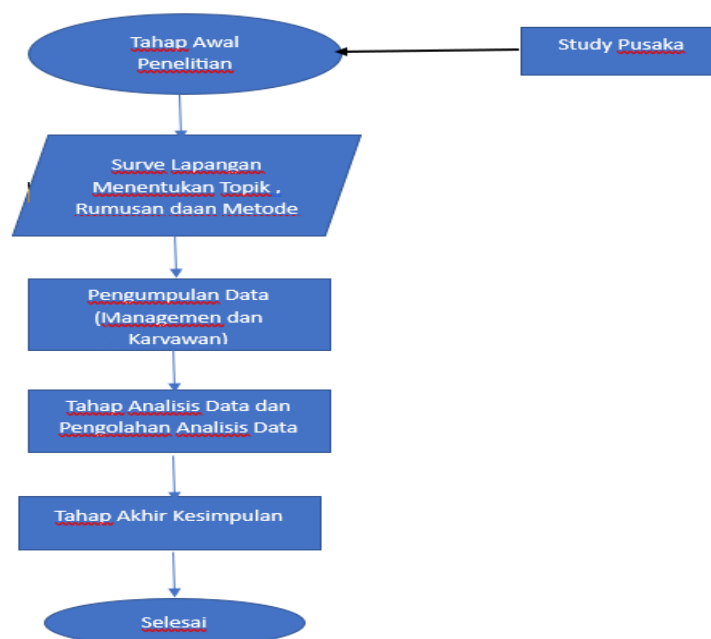 Tahap Awal
Penelitian
Study Pusaka
Surve Lapangan
Menentukan Topik ,
Rumusan daan Metode
Pengumpulan Data
(Managemen dan
Karyawan)
Tahap Analisis Data dan
Pengolahan Analisis Data
Tahap Akhir Kesimpulan
Selesai